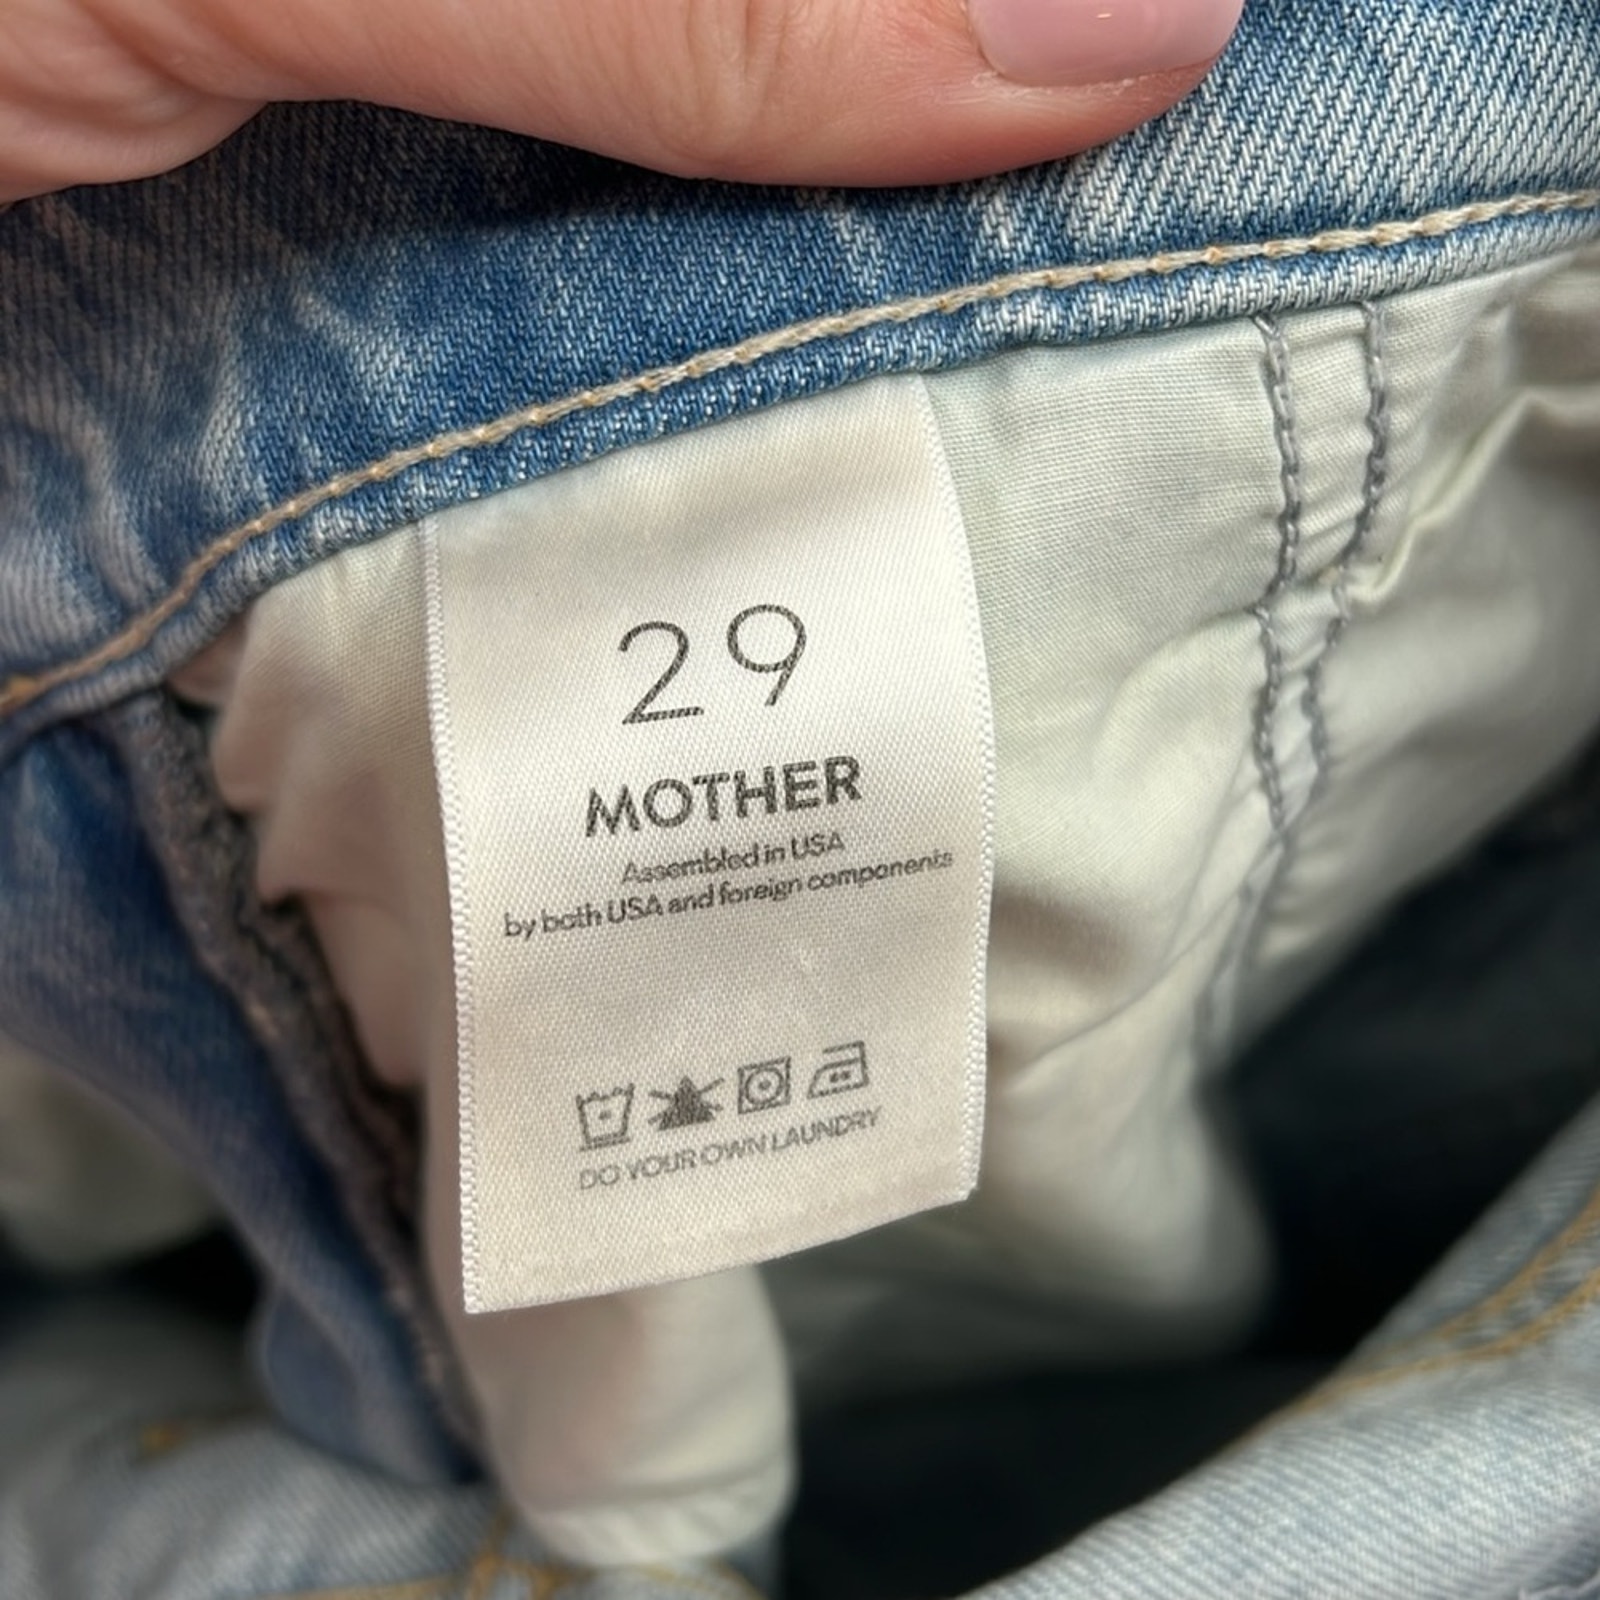 29
MOTHER
Assembled in USA
by both USA and foreign components
DO YOUR OWN LAUNDRY